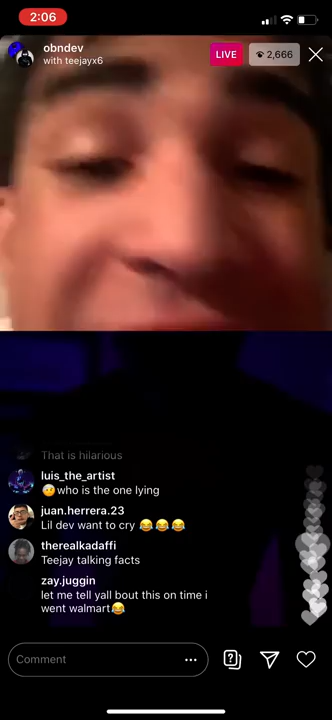 2:06
obndev
with teejayx6
LIVE
2,666
That is hilarious
luis_the_artist
🤕who is the one lying
juan.herrera.23
Lil dev want to cry 😂😂😂
therealkadaffi
Teejay talking facts
zay.juggin
let me tell yall bout this on time i
went walmart😂
Comment